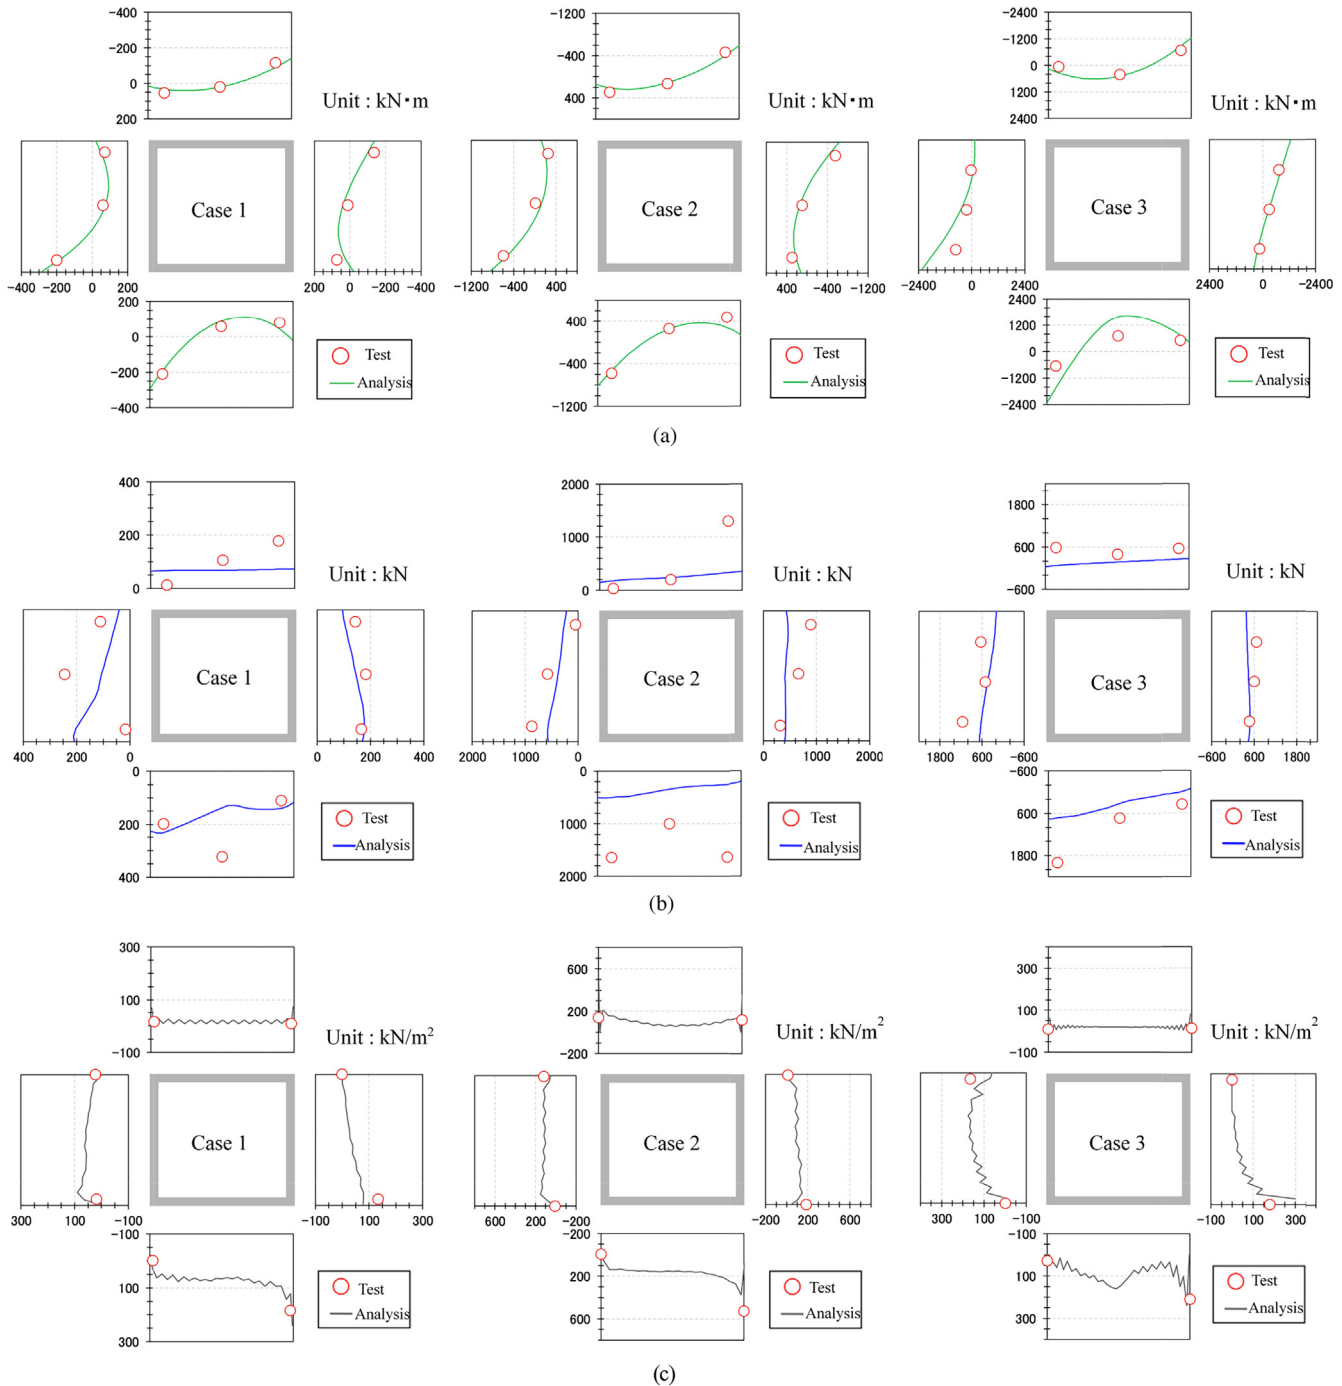 -400
-200
0
200
Unit : kN・m
-1200
-400
400
Unit : kN・m
-2400
-1200
0
1200
2400
Unit : kN・m
Case 1
Case 2
Case 3
-400 -200 0 200
200 0 -200 -400
-1200 -400 400
400 -400 -1200
-2400 0
2400 0 -2400
200
0
-200
-400
Test
Analysis
400
-400
-1200
Test
Analysis
2400
1200
0
-1200
-2400
Test
Analysis
(a)
400
200
0
Unit : kN
2000
1000
0
Unit : kN
1800
600
-600
Unit : kN
Case 1
Case 2
Case 3
400 200 0
0 200 400
2000 1000 0
0 1000 2000
1800 600 -600
-600 600 1800
0
200
400
Test
Analysis
0
1000
2000
Test
Analysis
-600
600
1800
Test
Analysis
(b)
300
100
-100
Unit : kN/m²
600
200
-200
Unit : kN/m²
300
100
-100
Unit : kN/m²
Case 1
Case 2
Case 3
300 100 -100
-100 100 300
600 200 -200
-200 200 600
300 100 -100
-100 100 300
-100
100
300
Test
Analysis
-200
200
600
Test
Analysis
-100
100
300
Test
Analysis
(c)